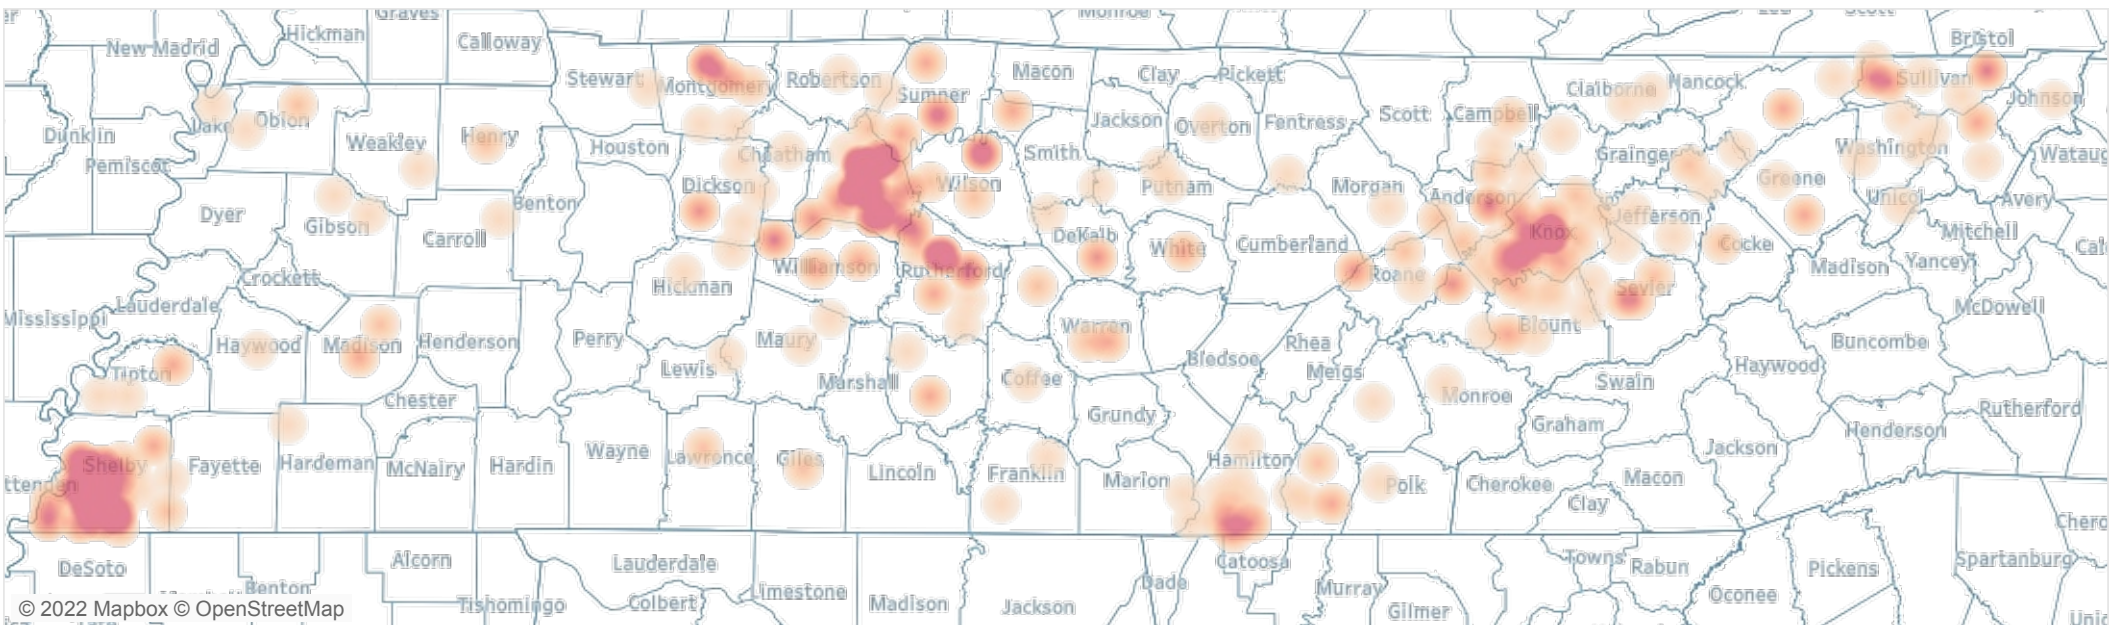 Graves
Monroe
Scott
Hickman
Calloway
New Madrid
Bristol
Stewart
Montgomery
Robertson
Macon
Clay
Pickett
Claiborne
Hancock
Sullivan
Sumner
Johnson
Lake
Obion
Dunklin
Henry
Weakley
Jackson
Overton
Fentress
Scott
Campbell
Pemiscot
Houston
Cheatham
Smith
Grainger
Washington
Watau
Dickson
Wilson
Putnam
Morgan
Anderson
Greene
Unicoi
Avery
Dyer
Gibson
Benton
Carroll
DeKalb
White
Cumberland
Knox
Jefferson
Cocke
Mitchell
Crockett
Hickman
Williamson
Rutherford
Roane
Sevier
Madison
Yancey
Mississippi
Lauderdale
McDowell
Haywood
Madison
Henderson
Perry
Maury
Warren
Blount
Buncombe
Tipton
Lewis
Marshall
Coffee
Bledsoe
Rhea
Meigs
Swain
Haywood
Chester
Grundy
Monroe
Graham
Rutherford
Henderson
Shelby
Fayette
Hardeman
McNairy
Hardin
Wayne
Lawrence
Giles
Lincoln
Franklin
Marion
Hamilton
Polk
Cherokee
Macon
Jackson
ttenden
Clay
Chero
DeSoto
Alcorn
Lauderdale
Catoosa
Towns
Rabun
Pickens
Spartanburg
Benton
Tishomingo
Colbert
Limestone
Madison
Jackson
Dade
Murray
Gilmer
Oconee
© 2022 Mapbox © OpenStreetMap